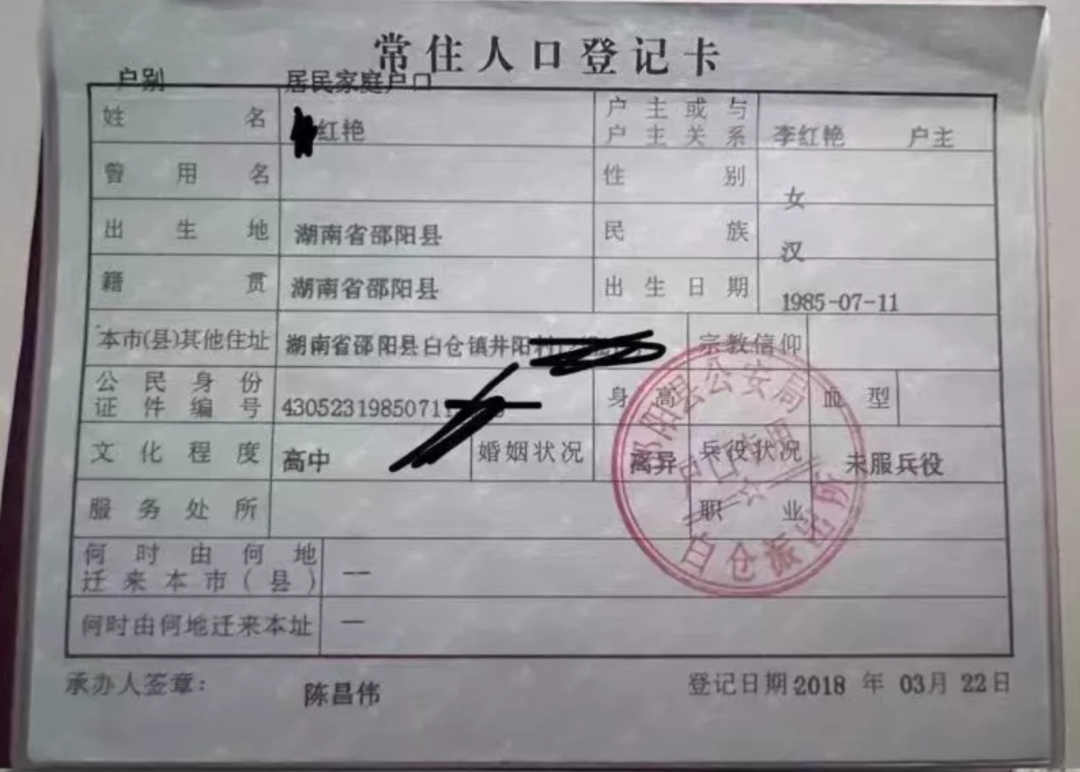 常住人口登记卡
户别 居民家庭户口
姓名 红艳 户主或与户主关系 李红艳 户主
曾用名 性别 女
出生地 湖南省邵阳县 民族 汉
籍贯 湖南省邵阳县 出生日期 1985-07-11
本市(县)其他住址 湖南省邵阳县白仓镇井阳村 宗教信仰
公民身份证件编号 43052319850711 身高 血型
文化程度 高中 婚姻状况 离异 兵役状况 未服兵役
服务处所 职业
何时由何地迁来本市(县) --
何时由何地迁来本址 --
邵阳县公安局
户口专用
白仓派出所
承办人签章: 陈昌伟 登记日期 2018 年 03月 22日